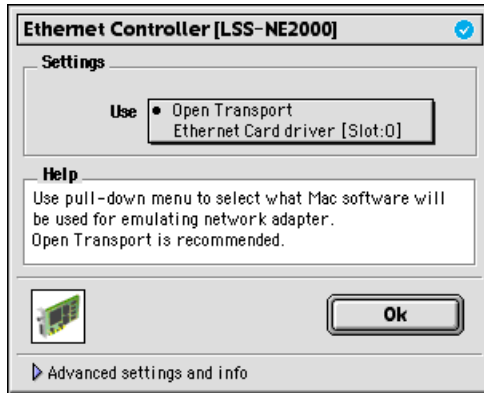 Ethernet Controller [LSS-NE2000]
Settings
Use
Open Transport
Ethernet Card driver [Slot:0]
Help
Use pull-down menu to select what Mac software will
be used for emulating network adapter.
Open Transport is recommended.
Ok
Advanced settings and info